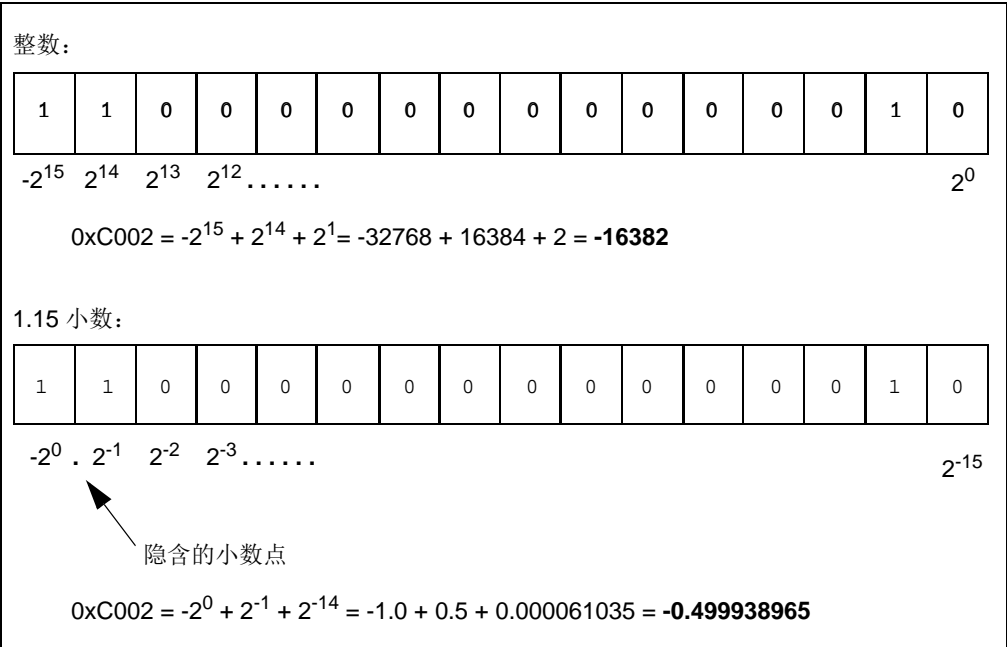 整数：
1 1 0 0 0 0 0 0 0 0 0 0 0 0 1 0
-2^15 2^14 2^13 2^12 ...... 2^0
0xC002 = -2^15 + 2^14 + 2^1= -32768 + 16384 + 2 = -16382
1.15 小数：
1 1 0 0 0 0 0 0 0 0 0 0 0 0 1 0
-2^0 . 2^-1 2^-2 2^-3 ...... 2^-15
隐含的小数点
0xC002 = -2^0 + 2^-1 + 2^-14 = -1.0 + 0.5 + 0.000061035 = -0.499938965